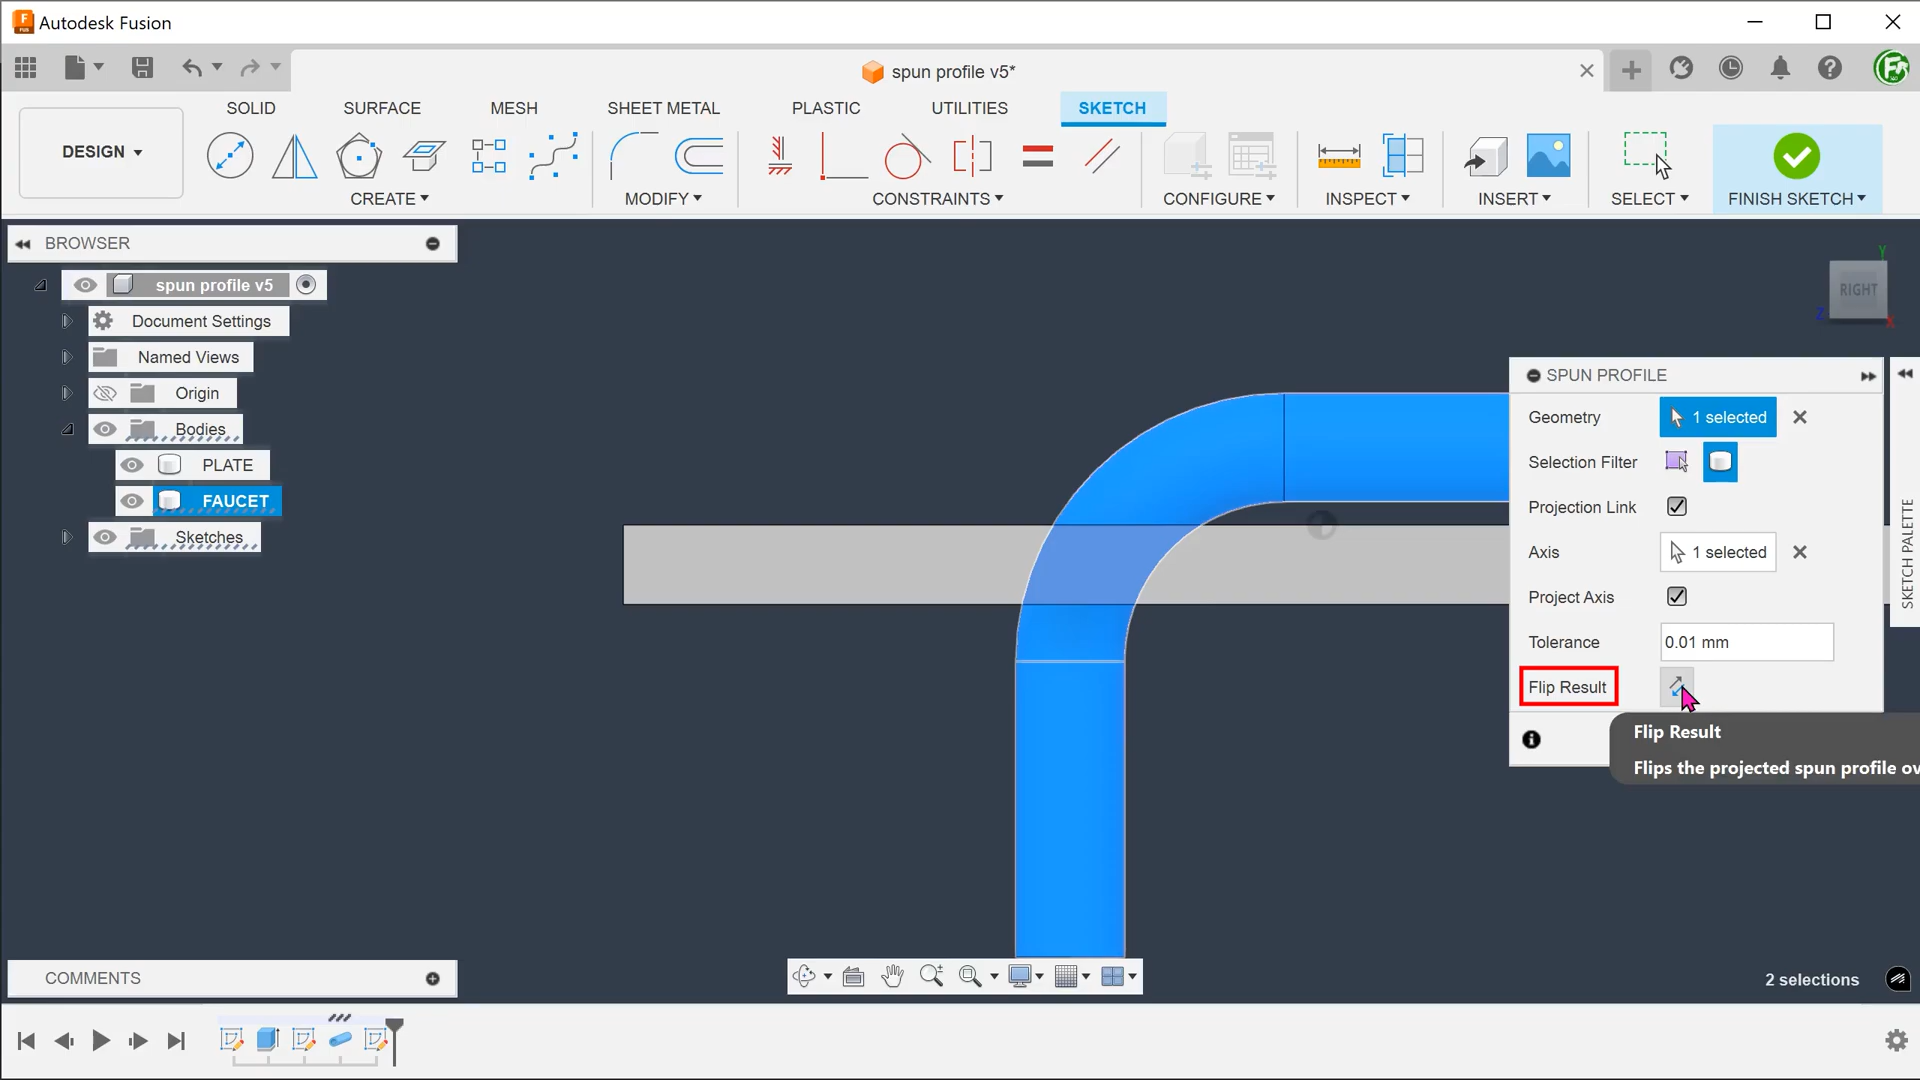 Autodesk Fusion
spun profile v5*
SOLID
SURFACE
MESH
SHEET METAL
PLASTIC
UTILITIES
SKETCH
DESIGN
CREATE
MODIFY
CONSTRAINTS
CONFIGURE
INSPECT
INSERT
SELECT
FINISH SKETCH
BROWSER
spun profile v5
Document Settings
Named Views
Origin
Bodies
PLATE
FAUCET
Sketches
Y
RIGHT
Z
X
SPUN PROFILE
Geometry
1 selected
Selection Filter
Projection Link
Axis
1 selected
Project Axis
Tolerance
0.01 mm
Flip Result
Flip Result
Flips the projected spun profile ov
SKETCH PALETTE
COMMENTS
2 selections